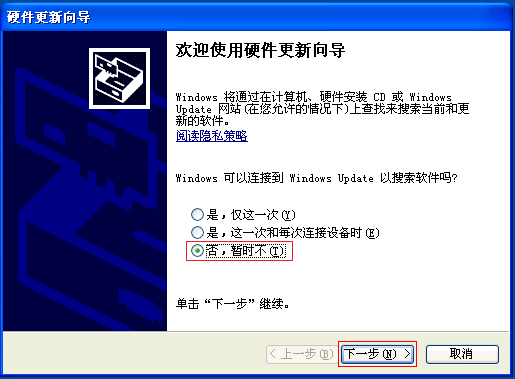 硬件更新向导
欢迎使用硬件更新向导
Windows 将通过在计算机、硬件安装 CD 或 Windows
Update 网站(在您允许的情况下)上查找来搜索当前和更
新的软件。
阅读隐私策略
Windows 可以连接到 Windows Update 以搜索软件吗?
是，仅这一次(Y)
是，这一次和每次连接设备时(E)
否，暂时不(T)
单击“下一步”继续。
< 上一步(B)
下一步(N) >
取消